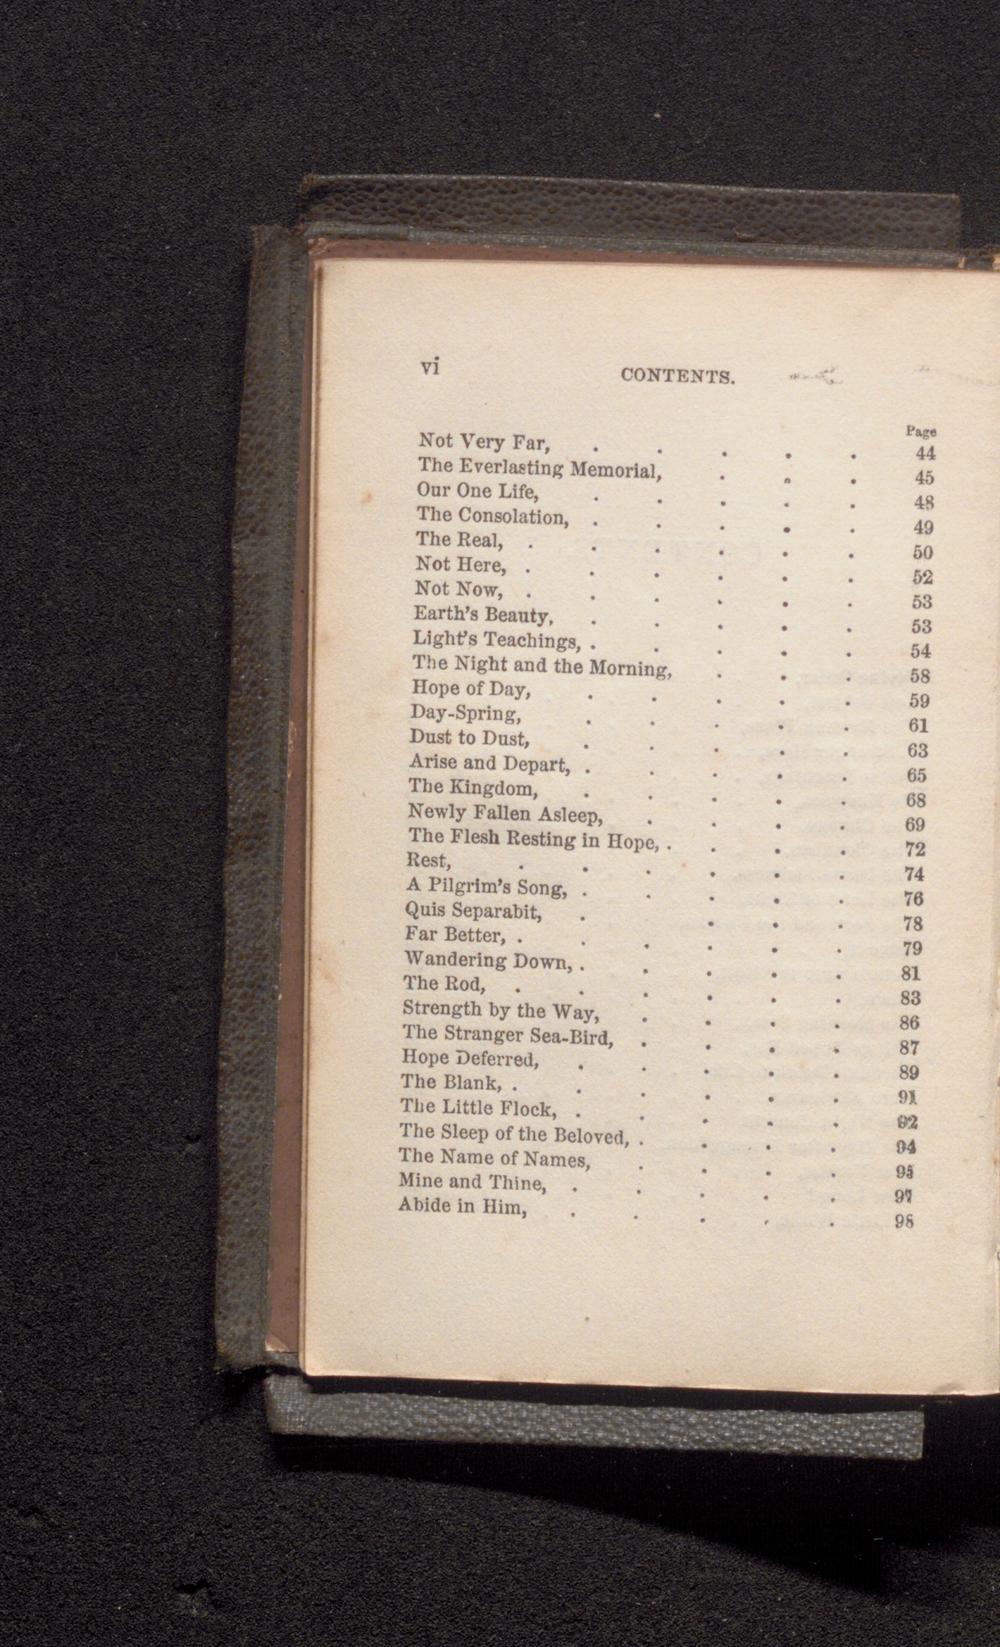 vi CONTENTS.
Page
Not Very Far, . . . . . 44
The Everlasting Memorial, . . . 45
Our One Life, . . . . . 48
The Consolation, . . . . . 49
The Real, . . . . . . 50
Not Here, . . . . . . 52
Not Now, . . . . . . 53
Earth's Beauty, . . . . . 53
Light's Teachings, . . . . . 54
The Night and the Morning, . . . 58
Hope of Day, . . . . . 59
Day-Spring, . . . . . 61
Dust to Dust, . . . . . 63
Arise and Depart, . . . . . 65
The Kingdom, . . . . . 68
Newly Fallen Asleep, . . . . 69
The Flesh Resting in Hope, . . . . 72
Rest, . . . . . . 74
A Pilgrim's Song, . . . . . 76
Quis Separabit, . . . . 78
Far Better, . . . . . . 79
Wandering Down, . . . . . 81
The Rod, . . . . . . 83
Strength by the Way, . . . . 86
The Stranger Sea-Bird, . . . . 87
Hope Deferred, . . . . . 89
The Blank, . . . . . . 91
The Little Flock, . . . . . 92
The Sleep of the Beloved, . . . . 94
The Name of Names, . . . . 95
Mine and Thine, . . . . . 97
Abide in Him, . . . . . 98